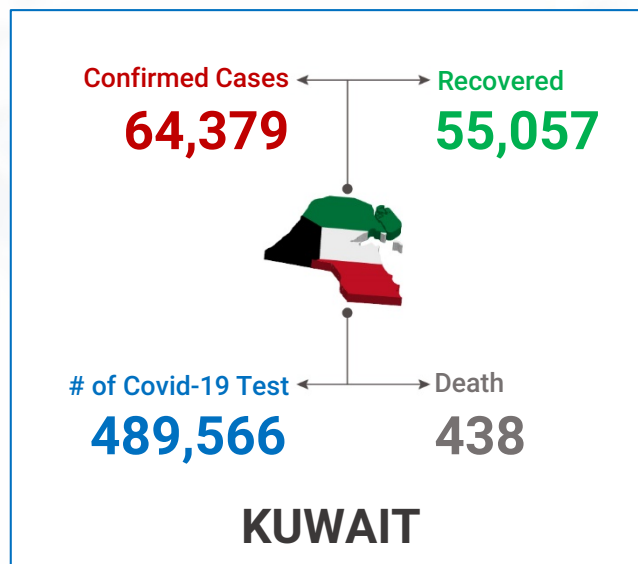 Confirmed Cases
64,379
Recovered
55,057
# of Covid-19 Test
489,566
Death
438
KUWAIT